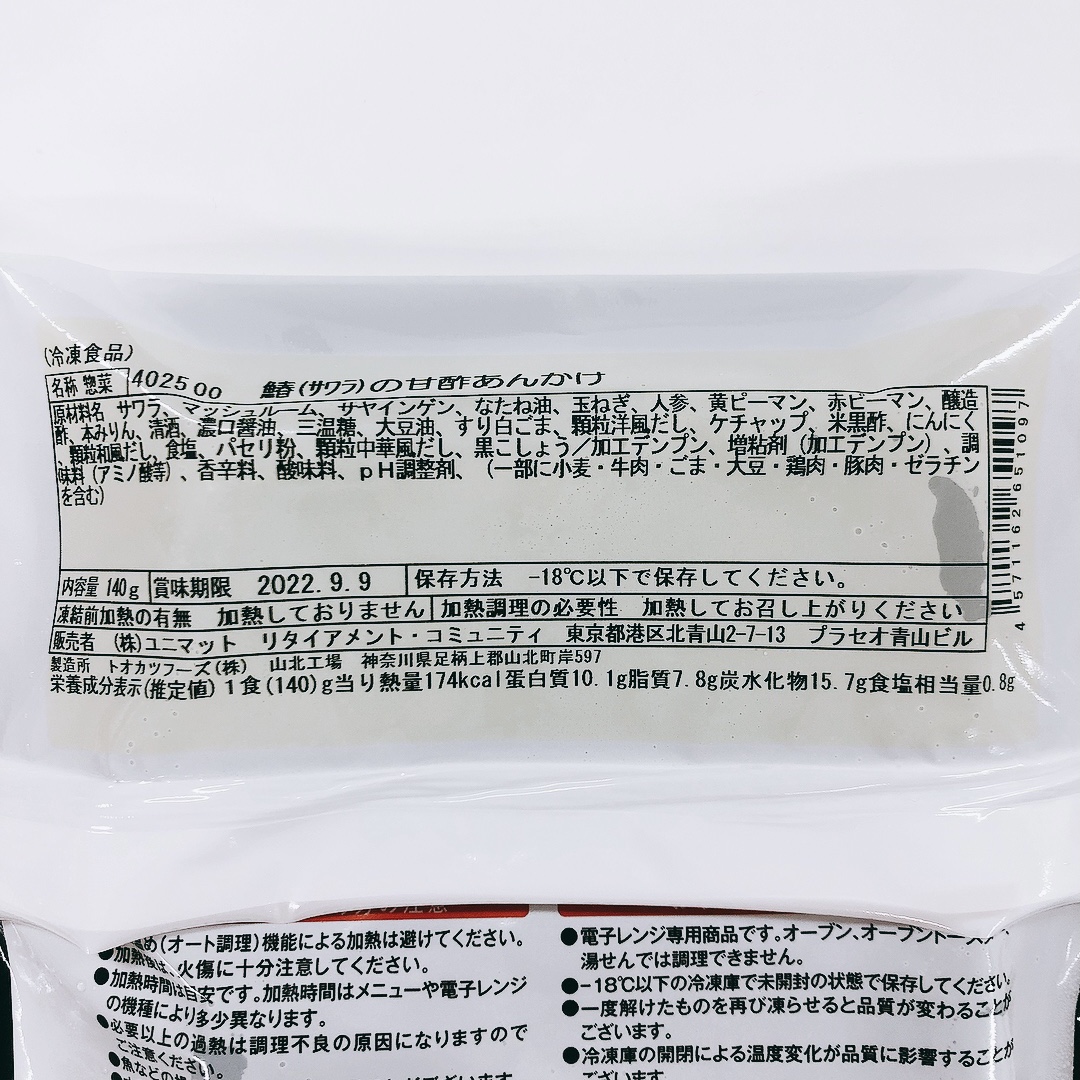 (冷凍食品)
名称 惣菜 4025００ 鰆(サワラ)の甘酢あんかけ
原材料名 サワラ、マッシュルーム、サヤインゲン、なたね油、玉ねぎ、人参、黄ピーマン、赤ピーマン、醸造
酢、本みりん、清酒、濃口醤油、三温糖、大豆油、すり白ごま、顆粒洋風だし、ケチャップ、米黒酢、にんにく
、顆粒和風だし、食塩、パセリ粉、顆粒中華風だし、黒こしょう／加工デンプン、増粘剤（加工デンプン）、調
味料（アミノ酸等）、香辛料、酸味料、ｐＨ調整剤、（一部に小麦・牛肉・ごま・大豆・鶏肉・豚肉・ゼラチン
を含む）
内容量 140g 賞味期限 2022.9.9 保存方法 -18℃以下で保存してください。
凍結前加熱の有無 加熱しておりません 加熱調理の必要性 加熱してお召し上がりください
販売者 (株)ユニマット リタイアメント・コミュニティ 東京都港区北青山2-7-13 プラセオ青山ビル
製造所 トオカツフーズ(株) 山北工場 神奈川県足柄上郡山北町岸597
栄養成分表示(推定値)１食(140)g当り熱量174kcal蛋白質10.1g脂質7.8g炭水化物15.7g食塩相当量0.8g
4571162651097
め(オート調理)機能による加熱は避けてください。
●加熱後は、火傷に十分注意してください。
●加熱時間は目安です。加熱時間はメニューや電子レンジ
の機種により多少異なります。
●必要以上の過熱は調理不良の原因になりますので
ご注意ください。
●魚などの
●電子レンジ専用商品です。オーブン、オーブントースター、
湯せんでは調理できません。
●-18℃以下の冷凍庫で未開封の状態で保存してください。
●一度解けたものを再び凍らせると品質が変わることが
ございます。
●冷凍庫の開閉による温度変化が品質に影響することが
ございます